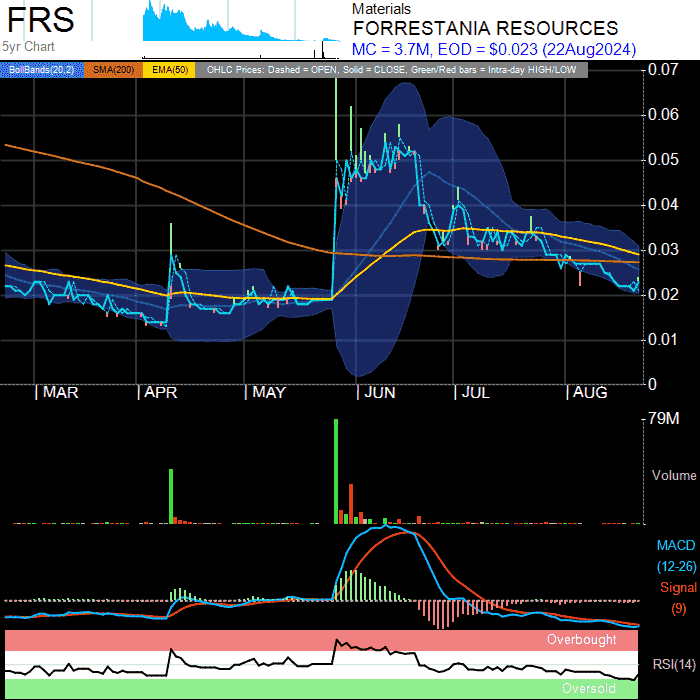 FRS
5yr Chart
Materials
FORRESTANIA RESOURCES
MC = 3.7M, EOD = $0.023 (22Aug2024)
BollBands(20,2) SMA(200) EMA(50) OHLC Prices: Dashed = OPEN, Solid = CLOSE, Green/Red bars = Intra-day HIGH/LOW
0.07
0.06
0.05
0.04
0.03
0.02
0.01
0
| MAR | APR | MAY | JUN | JUL | AUG
79M
Volume
MACD
(12-26)
Signal
(9)
Overbought
RSI(14)
Oversold